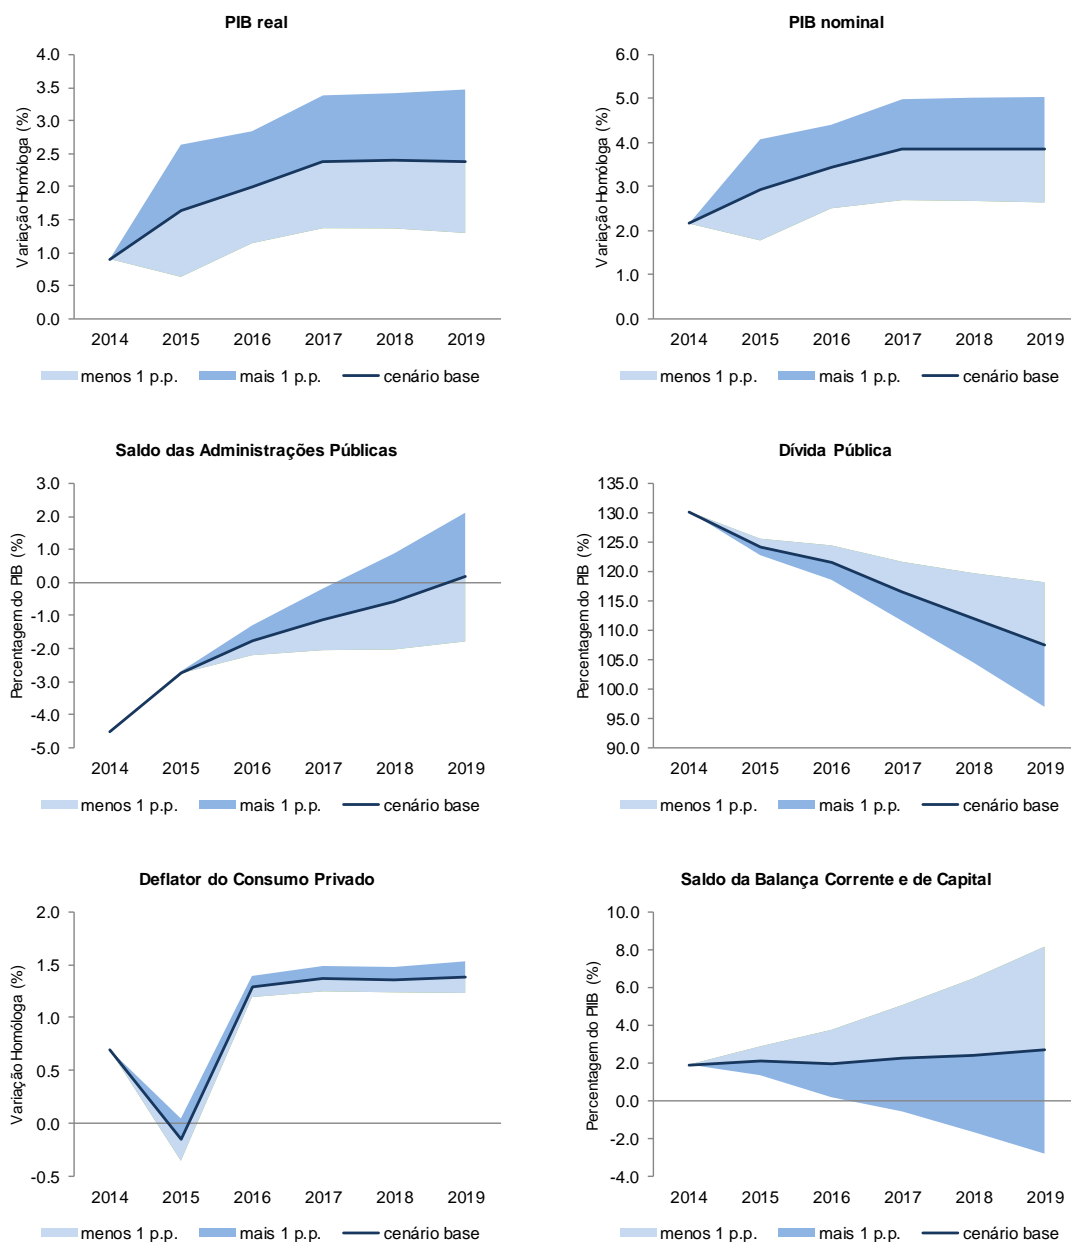 PIB real
Variação Homóloga (%)
4.0
3.5
3.0
2.5
2.0
1.5
1.0
0.5
0.0
2014 2015 2016 2017 2018 2019
menos 1 p.p. mais 1 p.p. cenário base
PIB nominal
Variação Homóloga (%)
6.0
5.0
4.0
3.0
2.0
1.0
0.0
2014 2015 2016 2017 2018 2019
menos 1 p.p. mais 1 p.p. cenário base
Saldo das Administrações Públicas
Percentagem do PIB (%)
3.0
2.0
1.0
0.0
-1.0
-2.0
-3.0
-4.0
-5.0
2014 2015 2016 2017 2018 2019
menos 1 p.p. mais 1 p.p. cenário base
Dívida Pública
Percentagem do PIB (%)
135.0
130.0
125.0
120.0
115.0
110.0
105.0
100.0
95.0
90.0
2014 2015 2016 2017 2018 2019
menos 1 p.p. mais 1 p.p. cenário base
Deflator do Consumo Privado
Variação Homóloga (%)
2.0
1.5
1.0
0.5
0.0
-0.5
2014 2015 2016 2017 2018 2019
menos 1 p.p. mais 1 p.p. cenário base
Saldo da Balança Corrente e de Capital
Percentagem do PIIB (%)
10.0
8.0
6.0
4.0
2.0
0.0
-2.0
-4.0
2014 2015 2016 2017 2018 2019
menos 1 p.p. mais 1 p.p. cenário base